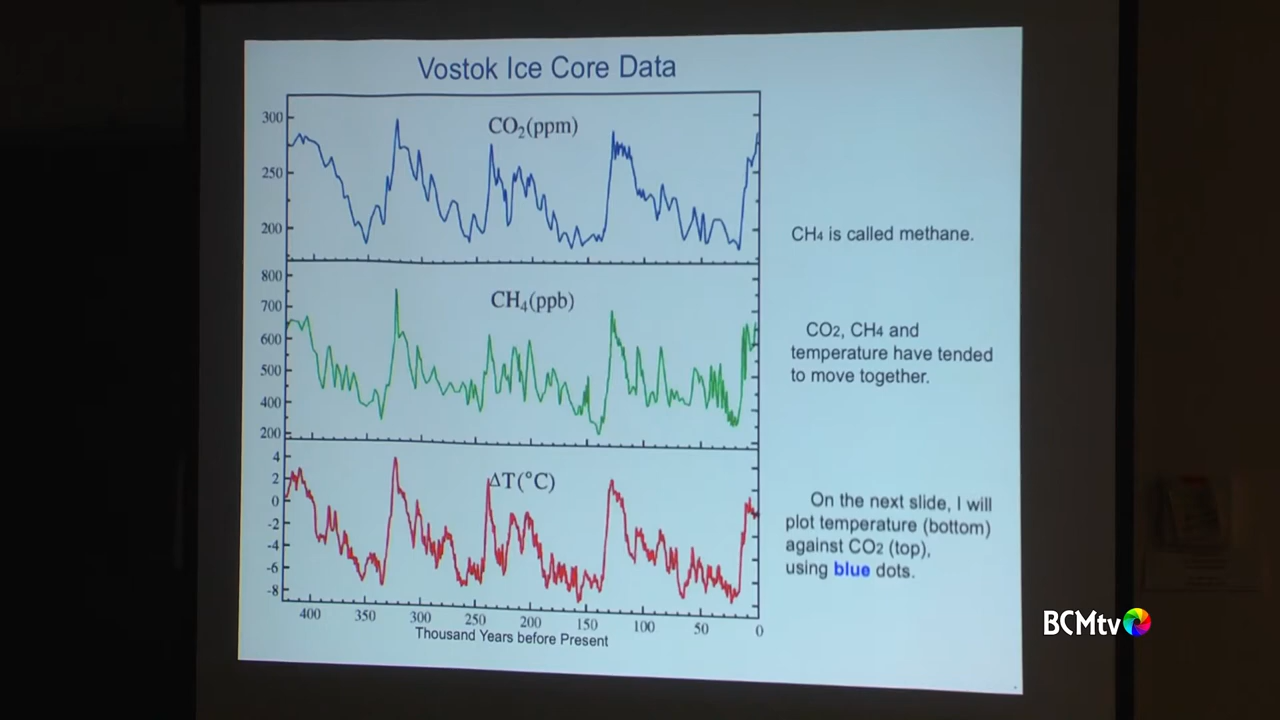 Vostok Ice Core Data
CO₂(ppm)
300
250
200
CH₄(ppb)
800
700
600
500
400
200
ΔT(°C)
4
2
0
-2
-4
-6
-8
400 350 300 250 200 150 100 50 0
Thousand Years before Present
CH₄ is called methane.
CO₂, CH₄ and
temperature have tended
to move together.
On the next slide, I will
plot temperature (bottom)
against CO₂ (top),
using blue dots.
BCMtv